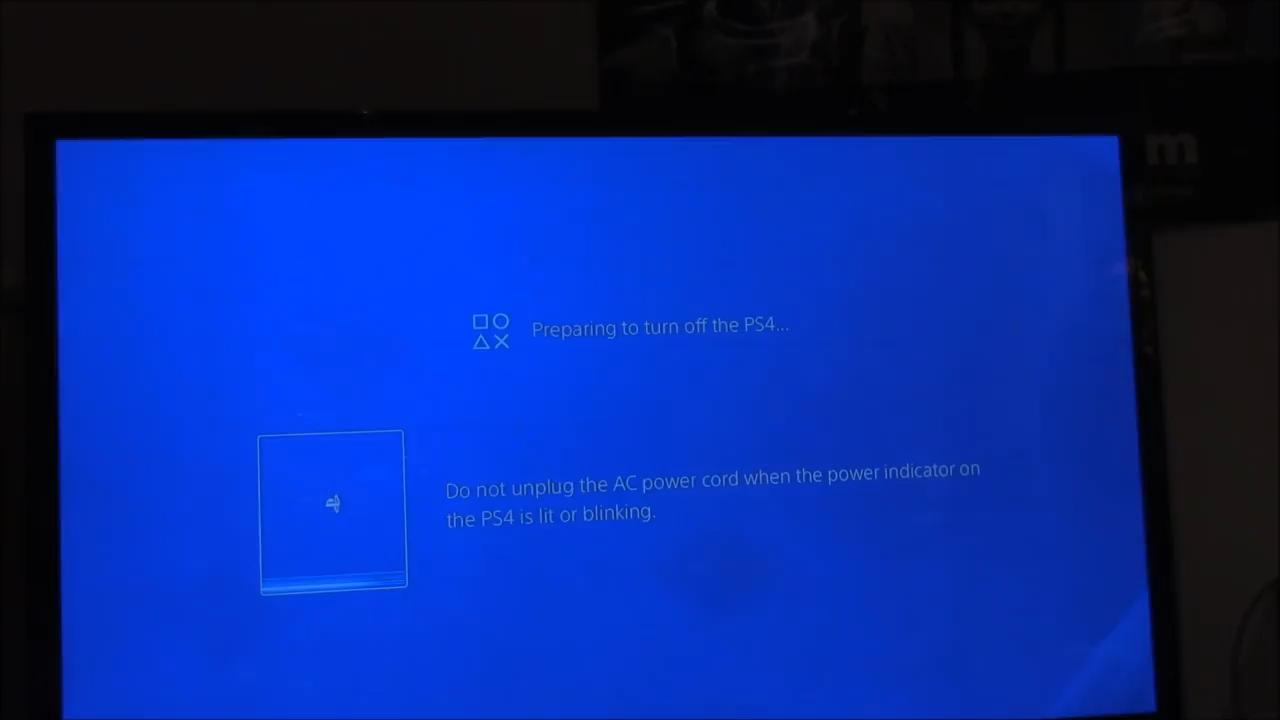 m
Preparing to turn off the PS4...
Do not unplug the AC power cord when the power indicator on
the PS4 is lit or blinking.